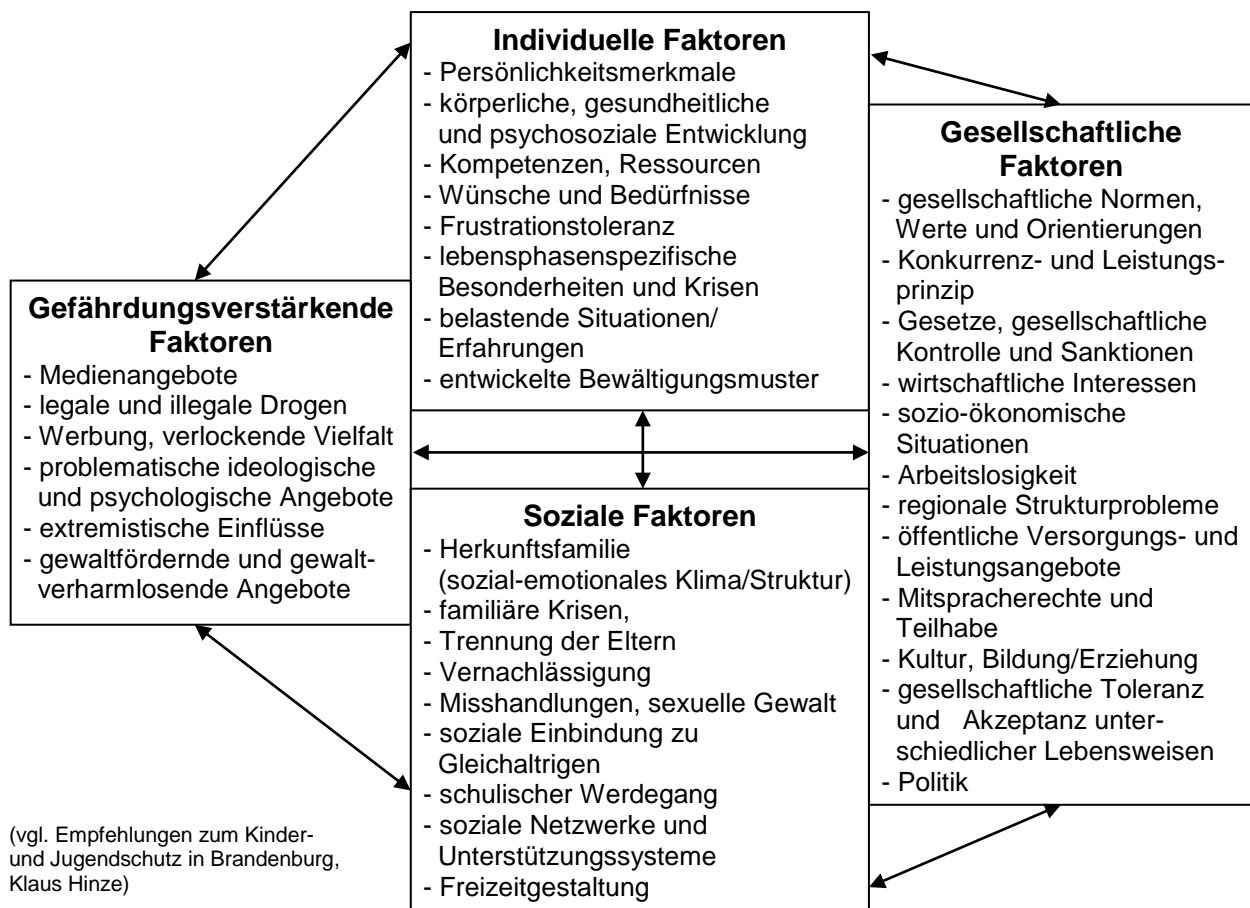 Individuelle Faktoren
- Persönlichkeitsmerkmale
- körperliche, gesundheitliche
und psychosoziale Entwicklung
- Kompetenzen, Ressourcen
- Wünsche und Bedürfnisse
- Frustrationstoleranz
- lebensphasenspezifische
Besonderheiten und Krisen
- belastende Situationen/
Erfahrungen
- entwickelte Bewältigungsmuster
Gesellschaftliche
Faktoren
- gesellschaftliche Normen,
Werte und Orientierungen
- Konkurrenz- und Leistungs-
prinzip
- Gesetze, gesellschaftliche
Kontrolle und Sanktionen
- wirtschaftliche Interessen
- sozio-ökonomische
Situationen
- Arbeitslosigkeit
- regionale Strukturprobleme
- öffentliche Versorgungs- und
Leistungsangebote
- Mitspracherechte und
Teilhabe
- Kultur, Bildung/Erziehung
- gesellschaftliche Toleranz
und Akzeptanz unter-
schiedlicher Lebensweisen
- Politik
Gefährdungsverstärkende
Faktoren
- Medienangebote
- legale und illegale Drogen
- Werbung, verlockende Vielfalt
- problematische ideologische
und psychologische Angebote
- extremistische Einflüsse
- gewaltfördernde und gewalt-
verharmlosende Angebote
Soziale Faktoren
- Herkunftsfamilie
(sozial-emotionales Klima/Struktur)
- familiäre Krisen,
- Trennung der Eltern
- Vernachlässigung
- Misshandlungen, sexuelle Gewalt
- soziale Einbindung zu
Gleichaltrigen
- schulischer Werdegang
- soziale Netzwerke und
Unterstützungssysteme
- Freizeitgestaltung
(vgl. Empfehlungen zum Kinder-
und Jugendschutz in Brandenburg,
Klaus Hinze)